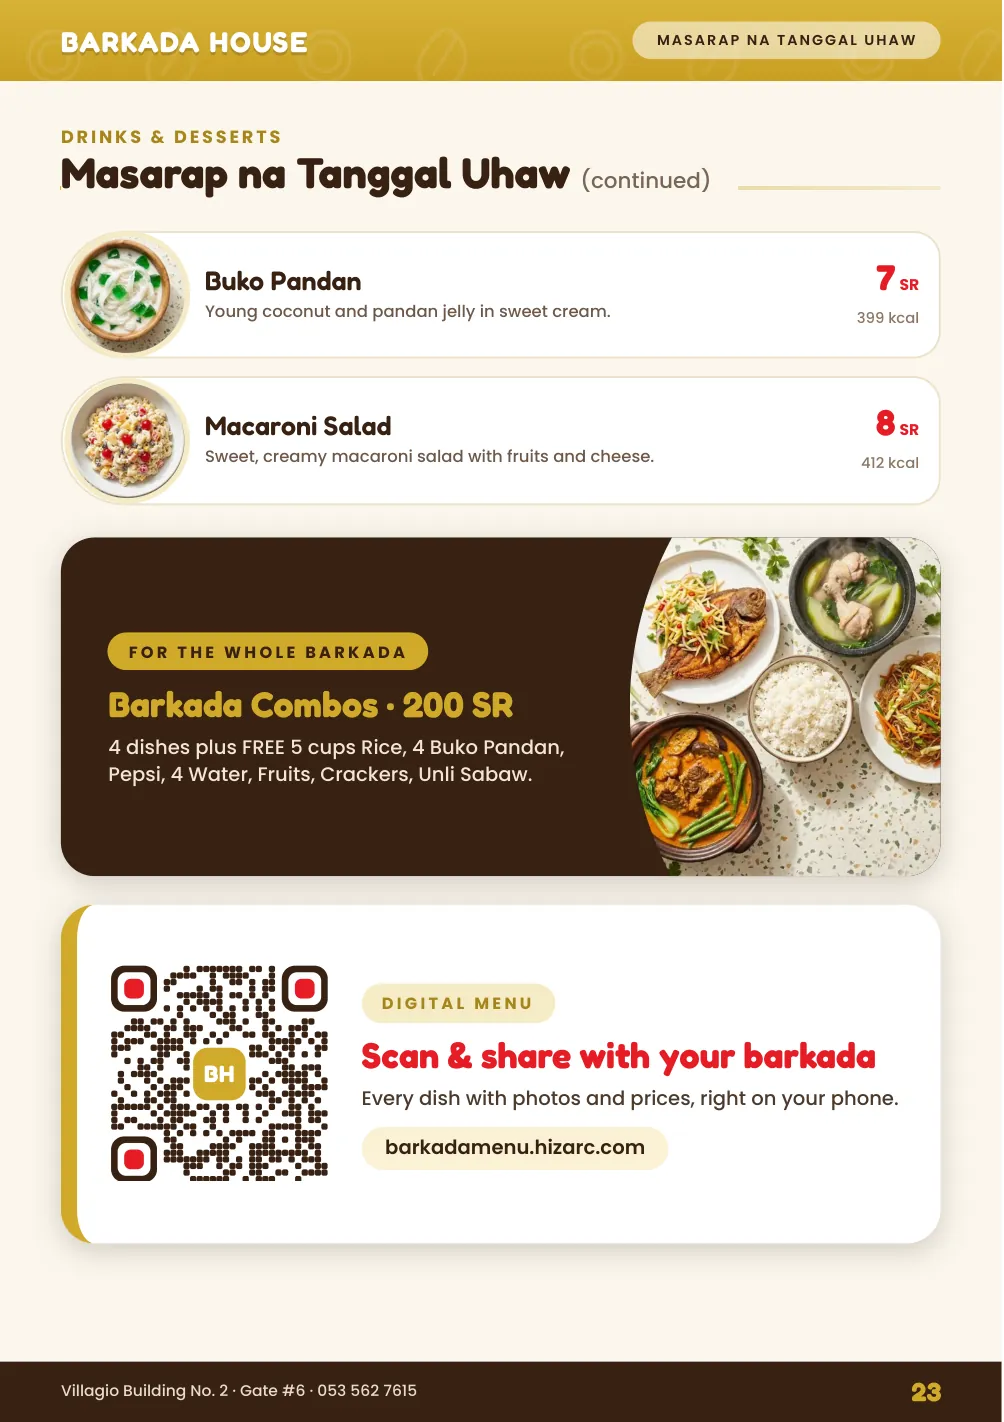 BARKADA HOUSE
MASARAP NA TANGGAL UHAW
DRINKS & DESSERTS
Masarap na Tanggal Uhaw (continued)
Buko Pandan
7 SR
Young coconut and pandan jelly in sweet cream.
399 kcal
Macaroni Salad
8 SR
Sweet, creamy macaroni salad with fruits and cheese.
412 kcal
FOR THE WHOLE BARKADA
Barkada Combos · 200 SR
4 dishes plus FREE 5 cups Rice, 4 Buko Pandan,
Pepsi, 4 Water, Fruits, Crackers, Unli Sabaw.
BH
DIGITAL MENU
Scan & share with your barkada
Every dish with photos and prices, right on your phone.
barkadamenu.hizarc.com
Villagio Building No. 2 · Gate #6 · 053 562 7615
23